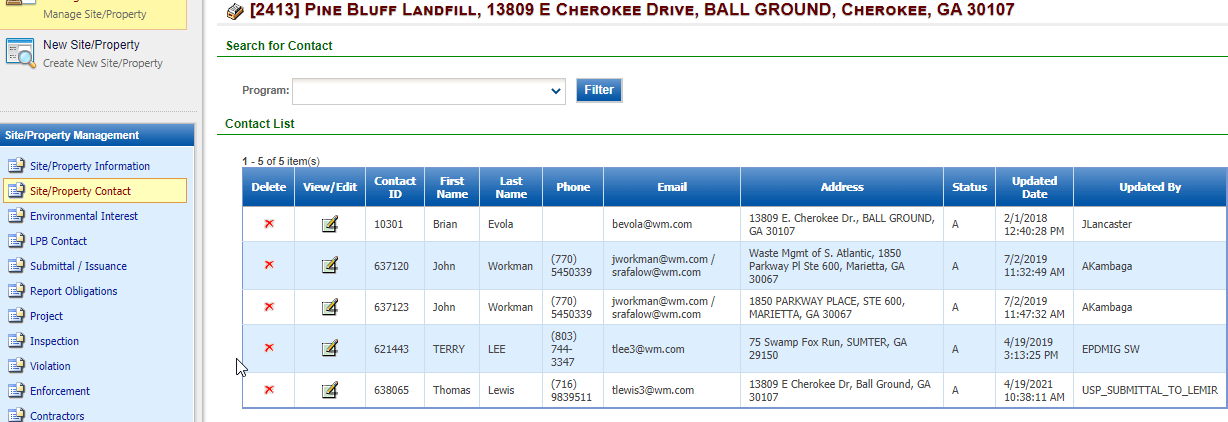 Manage Site/Property
New Site/Property
Create New Site/Property
Site/Property Management
Site/Property Information
Site/Property Contact
Environmental Interest
LPB Contact
Submittal / Issuance
Report Obligations
Project
Inspection
Violation
Enforcement
Contractors
[2413] Pine Bluff Landfill, 13809 E Cherokee Drive, BALL GROUND, Cherokee, GA 30107
Search for Contact
Program: Filter
Contact List
1 - 5 of 5 item(s)
Delete View/Edit Contact ID First Name Last Name Phone Email Address Status Updated Date Updated By
10301 Brian Evola bevola@wm.com 13809 E. Cherokee Dr., BALL GROUND, GA 30107 A 2/1/2018 12:40:28 PM JLancaster
637120 John Workman (770) 5450339 jworkman@wm.com / srafalow@wm.com Waste Mgmt of S. Atlantic, 1850 Parkway Pl Ste 600, Marietta, GA 30067 A 7/2/2019 11:32:49 AM AKambaga
637123 John Workman (770) 5450339 jworkman@wm.com / srafalow@wm.com 1850 PARKWAY PLACE, STE 600, MARIETTA, GA 30067 A 7/2/2019 11:47:32 AM AKambaga
621443 TERRY LEE (803) 744-3347 tlee3@wm.com 75 Swamp Fox Run, SUMTER, GA 29150 A 4/19/2019 3:13:25 PM EPDMIG SW
638065 Thomas Lewis (716) 9839511 tlewis3@wm.com 13809 E Cherokee Dr, Ball Ground, GA 30107 A 4/19/2021 10:38:11 AM USP_SUBMITTAL_TO_LEMIR